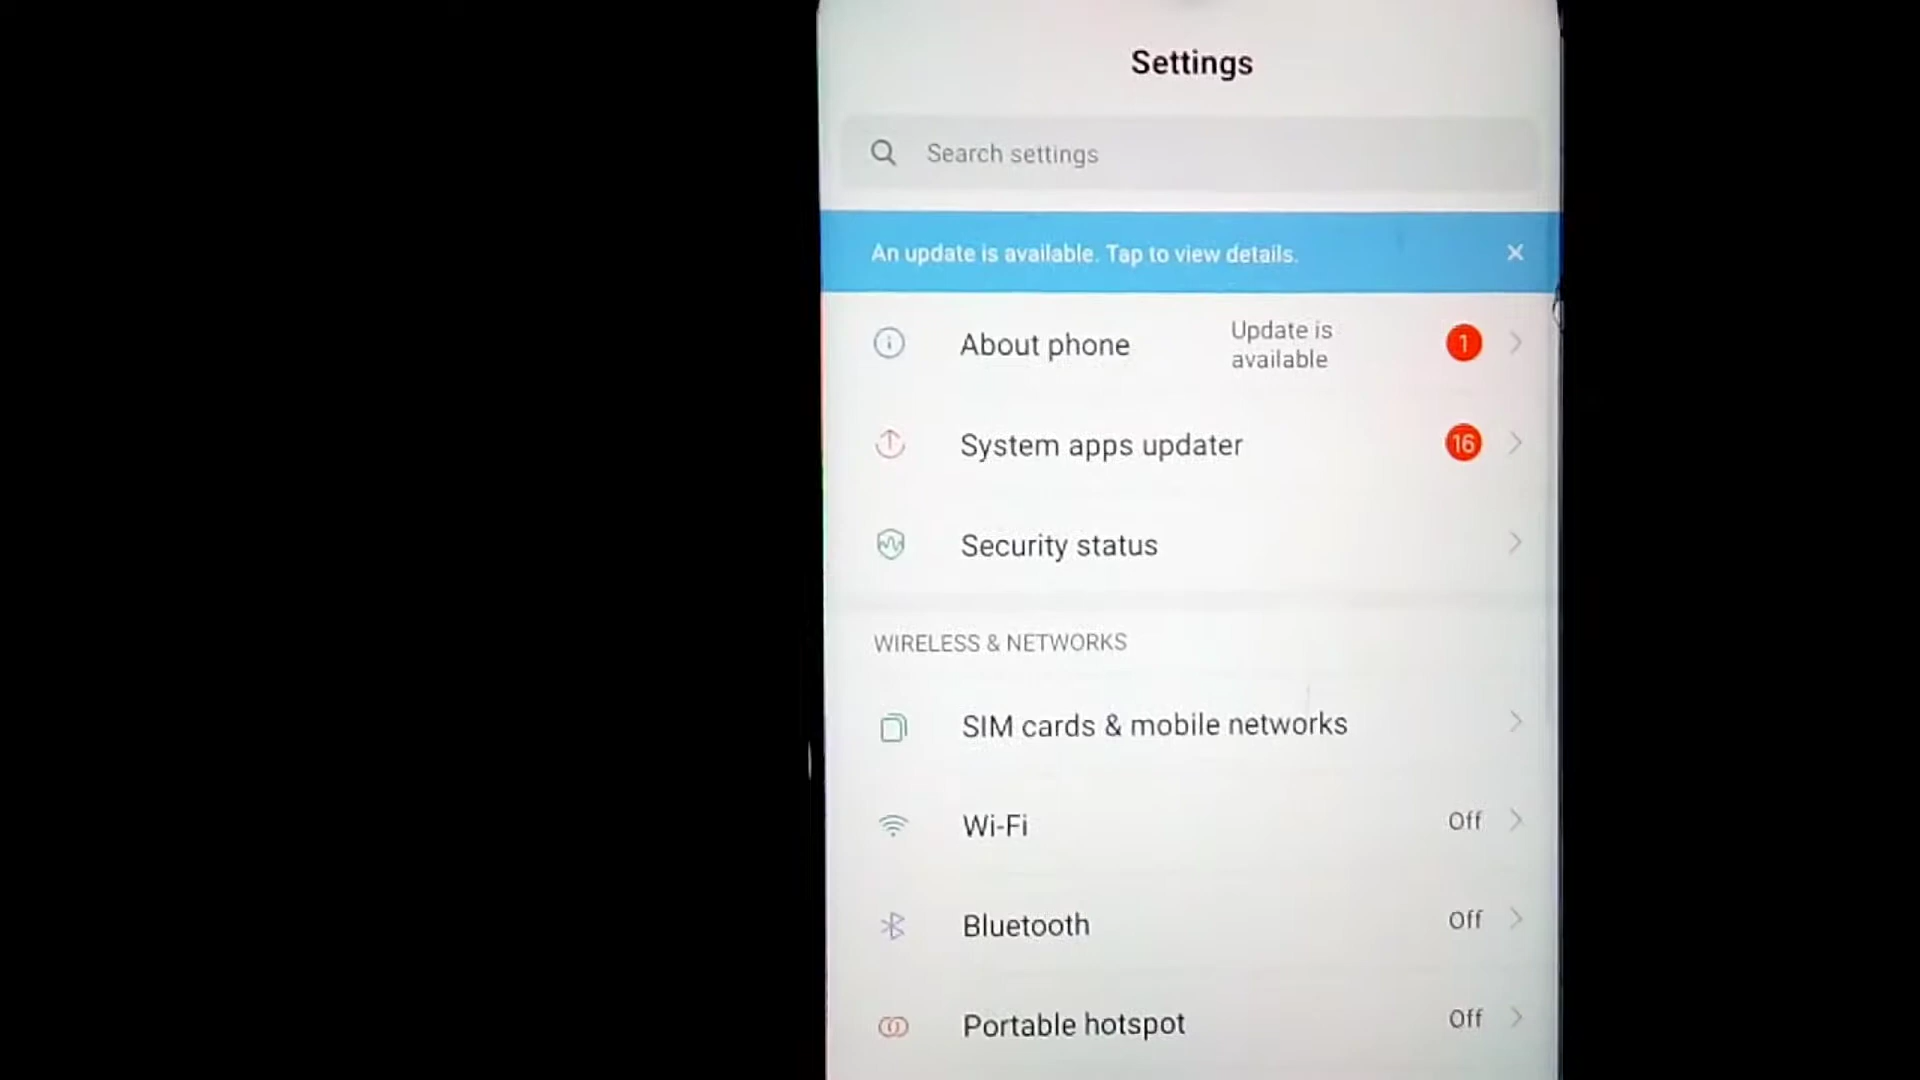 Settings
Search settings
An update is available. Tap to view details.
About phone
Update is
available
1
System apps updater
16
Security status
WIRELESS & NETWORKS
SIM cards & mobile networks
Wi-Fi
Off
Bluetooth
Off
Portable hotspot
Off